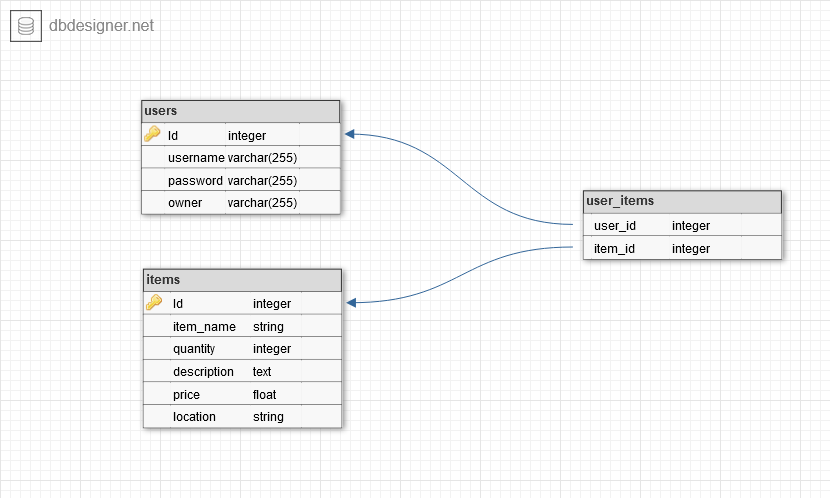 dbdesigner.net
users
Id integer
username varchar(255)
password varchar(255)
owner varchar(255)
user_items
user_id integer
item_id integer
items
Id integer
item_name string
quantity integer
description text
price float
location string